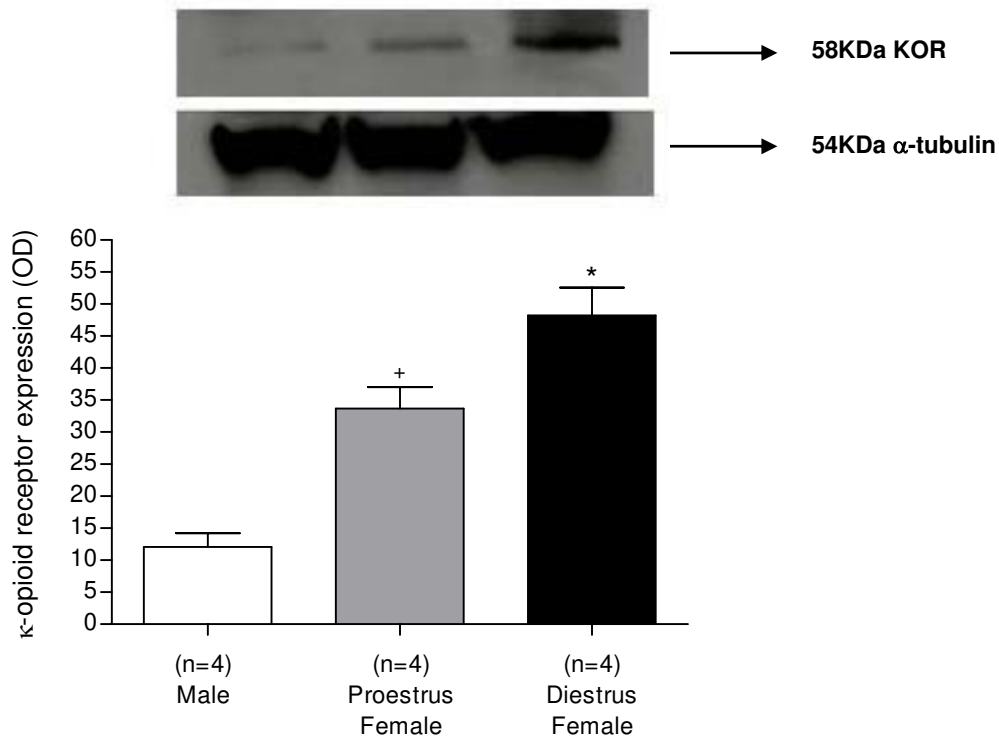 58KDa KOR
54KDa α-tubulin
κ-opioid receptor expression (OD)
60
55
50
45
40
35
30
25
20
15
10
5
0
+
*
(n=4)
Male
(n=4)
Proestrus
Female
(n=4)
Diestrus
Female